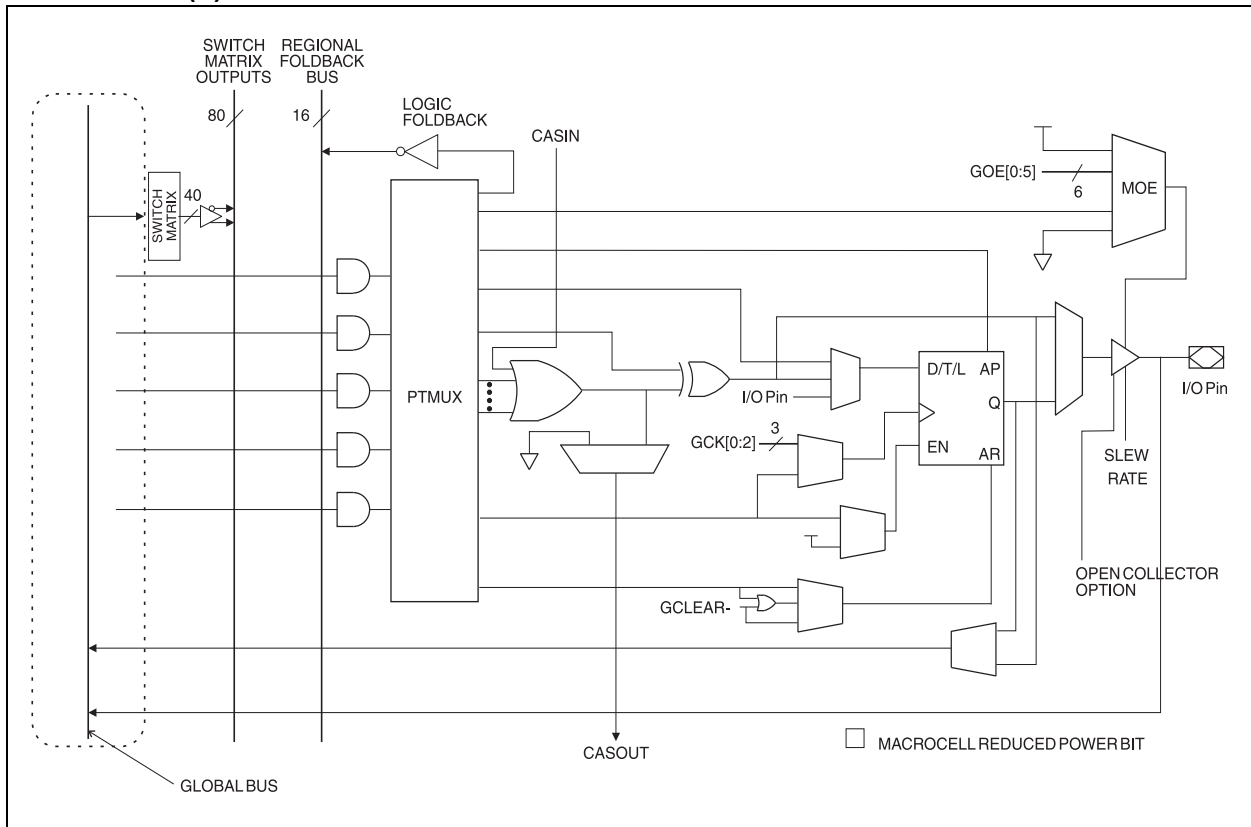 SWITCH
MATRIX
OUTPUTS
REGIONAL
FOLDBACK
BUS
80
16
LOGIC
FOLDBACK
CASIN
GOE[0:5]
6
MOE
SWITCH
MATRIX
40
PTMUX
I/O Pin
D/T/L
AP
Q
EN
AR
I/O Pin
GCK[0:2]
3
SLEW
RATE
OPEN COLLECTOR
OPTION
GCLEAR-
CASOUT
MACROCELL REDUCED POWER BIT
GLOBAL BUS